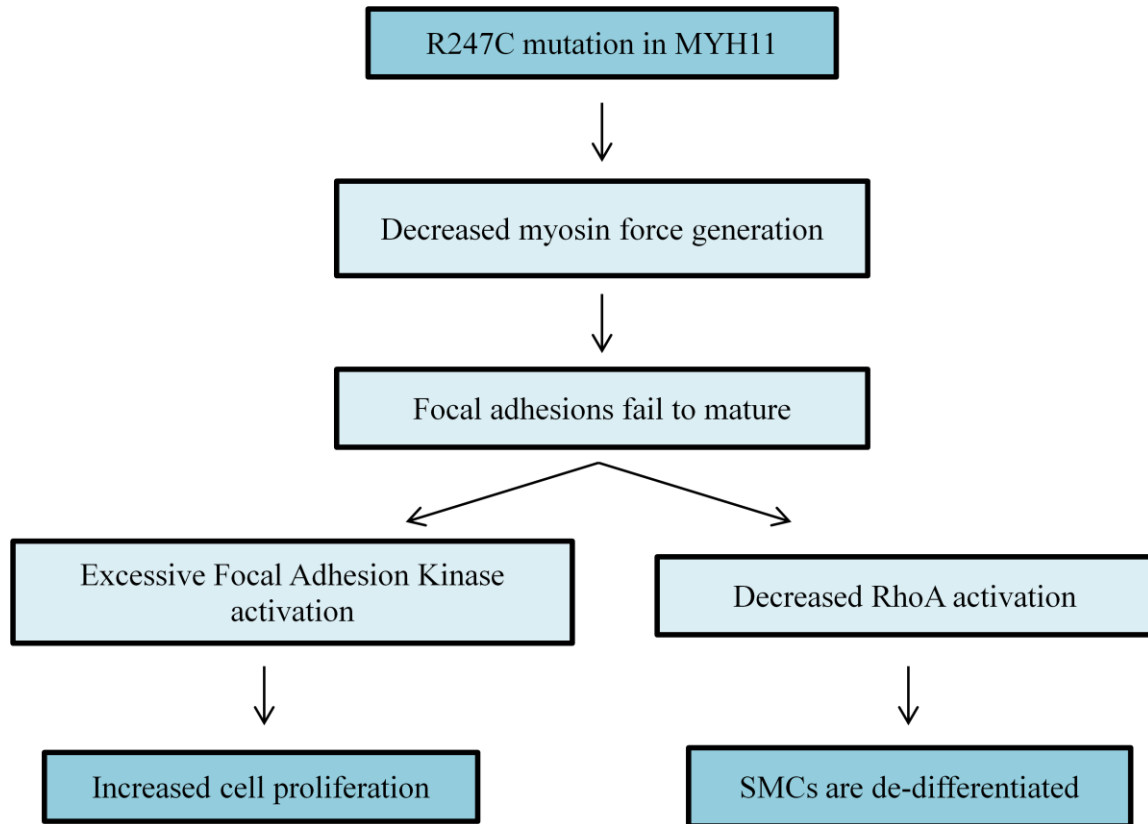 R247C mutation in MYH11
Decreased myosin force generation
Focal adhesions fail to mature
Excessive Focal Adhesion Kinase
activation
Decreased RhoA activation
Increased cell proliferation
SMCs are de-differentiated